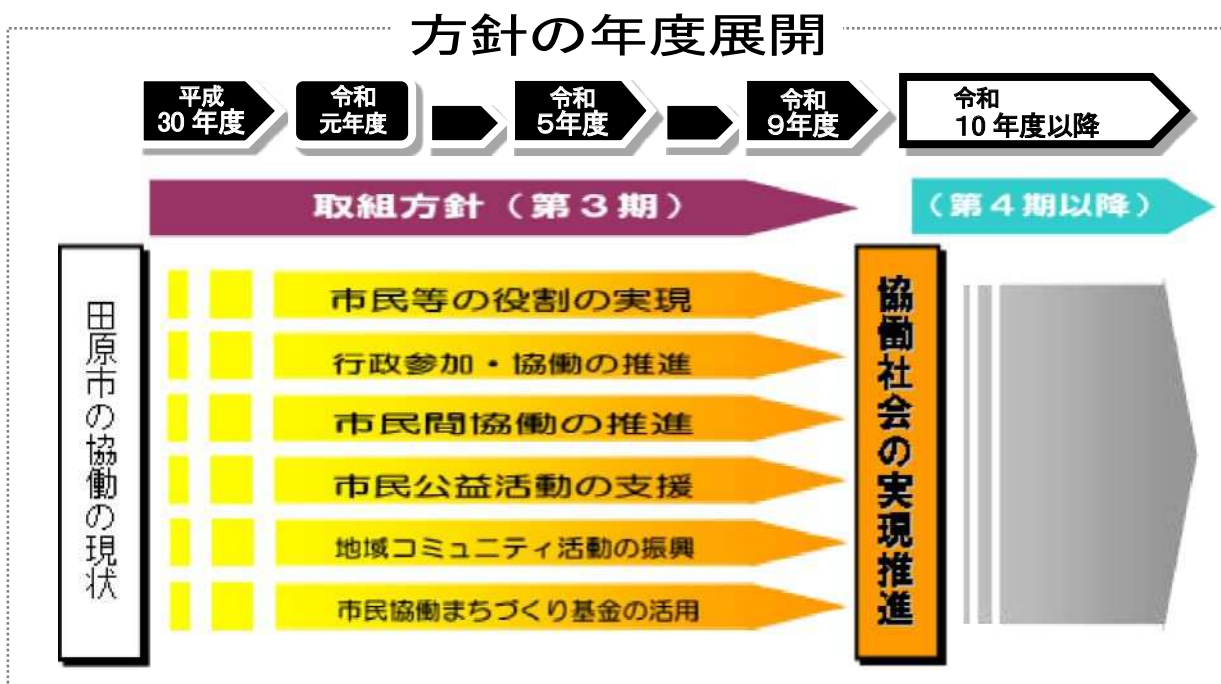 方針の年度展開
平成
30年度
令和
元年度
令和
5年度
令和
9年度
令和
10年度以降
取組方針（第３期）
（第４期以降）
田原市の協働の現状
市民等の役割の実現
行政参加・協働の推進
市民間協働の推進
市民公益活動の支援
地域コミュニティ活動の振興
市民協働まちづくり基金の活用
協働社会の実現推進